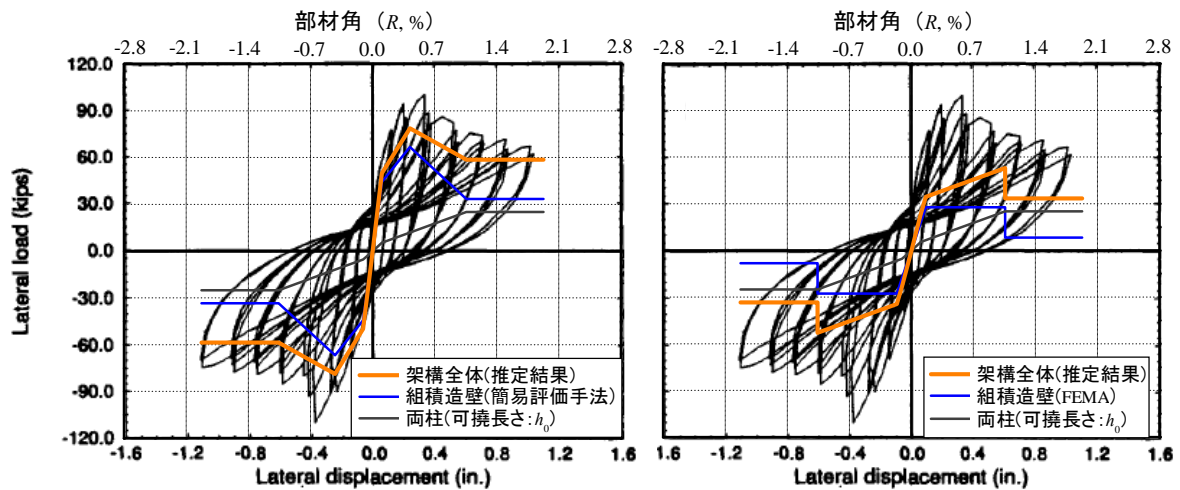 部材角（R, %）
-2.8 -2.1 -1.4 -0.7 0.0 0.7 1.4 2.1 2.8
120.0
90.0
60.0
30.0
0.0
-30.0
-60.0
-90.0
-120.0
Lateral load (kips)
架構全体(推定結果)
組積造壁(簡易評価手法)
両柱(可撓長さ:h0)
-1.6 -1.2 -0.8 -0.4 0.0 0.4 0.8 1.2 1.6
Lateral displacement (in.)
部材角（R, %）
-2.8 -2.1 -1.4 -0.7 0.0 0.7 1.4 2.1 2.8
架構全体(推定結果)
組積造壁(FEMA)
両柱(可撓長さ:h0)
-1.6 -1.2 -0.8 -0.4 0.0 0.4 0.8 1.2 1.6
Lateral displacement (in.)